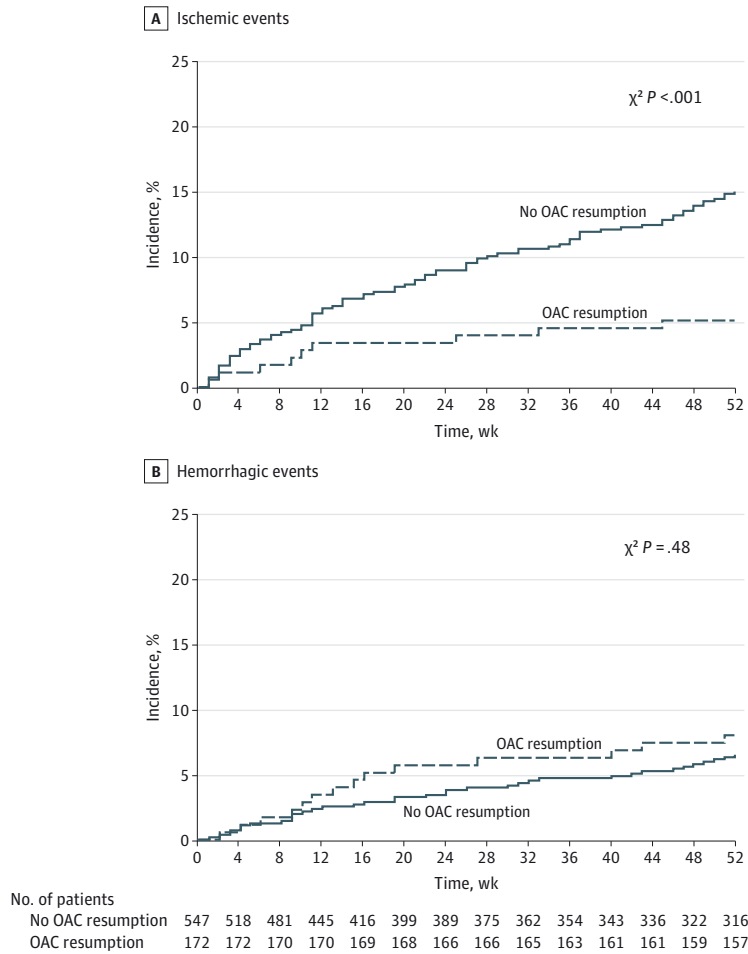 A Ischemic events
25
20
15
10
5
0
Incidence, %
χ² P <.001
No OAC resumption
OAC resumption
0 4 8 12 16 20 24 28 32 36 40 44 48 52
Time, wk
B Hemorrhagic events
25
20
15
10
5
0
Incidence, %
χ² P = .48
OAC resumption
No OAC resumption
0 4 8 12 16 20 24 28 32 36 40 44 48 52
Time, wk
No. of patients
No OAC resumption 547 518 481 445 416 399 389 375 362 354 343 336 322 316
OAC resumption 172 172 170 170 169 168 166 166 165 163 161 161 159 157